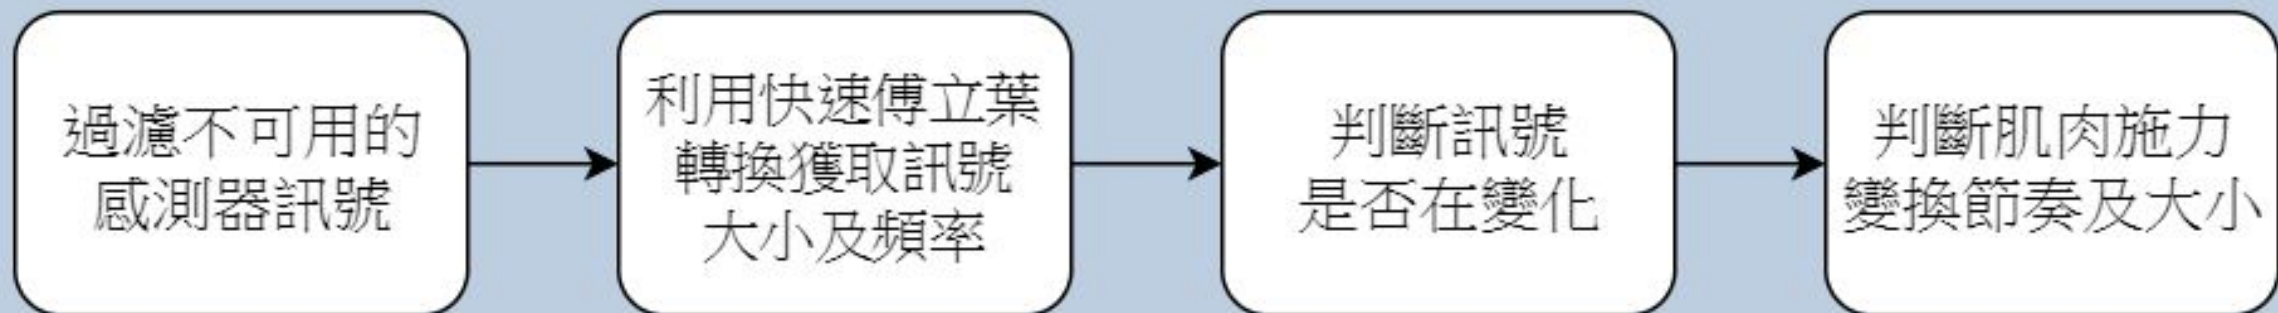 過濾不可用的
感測器訊號
利用快速傅立葉
轉換獲取訊號
大小及頻率
判斷訊號
是否在變化
判斷肌肉施力
變換節奏及大小